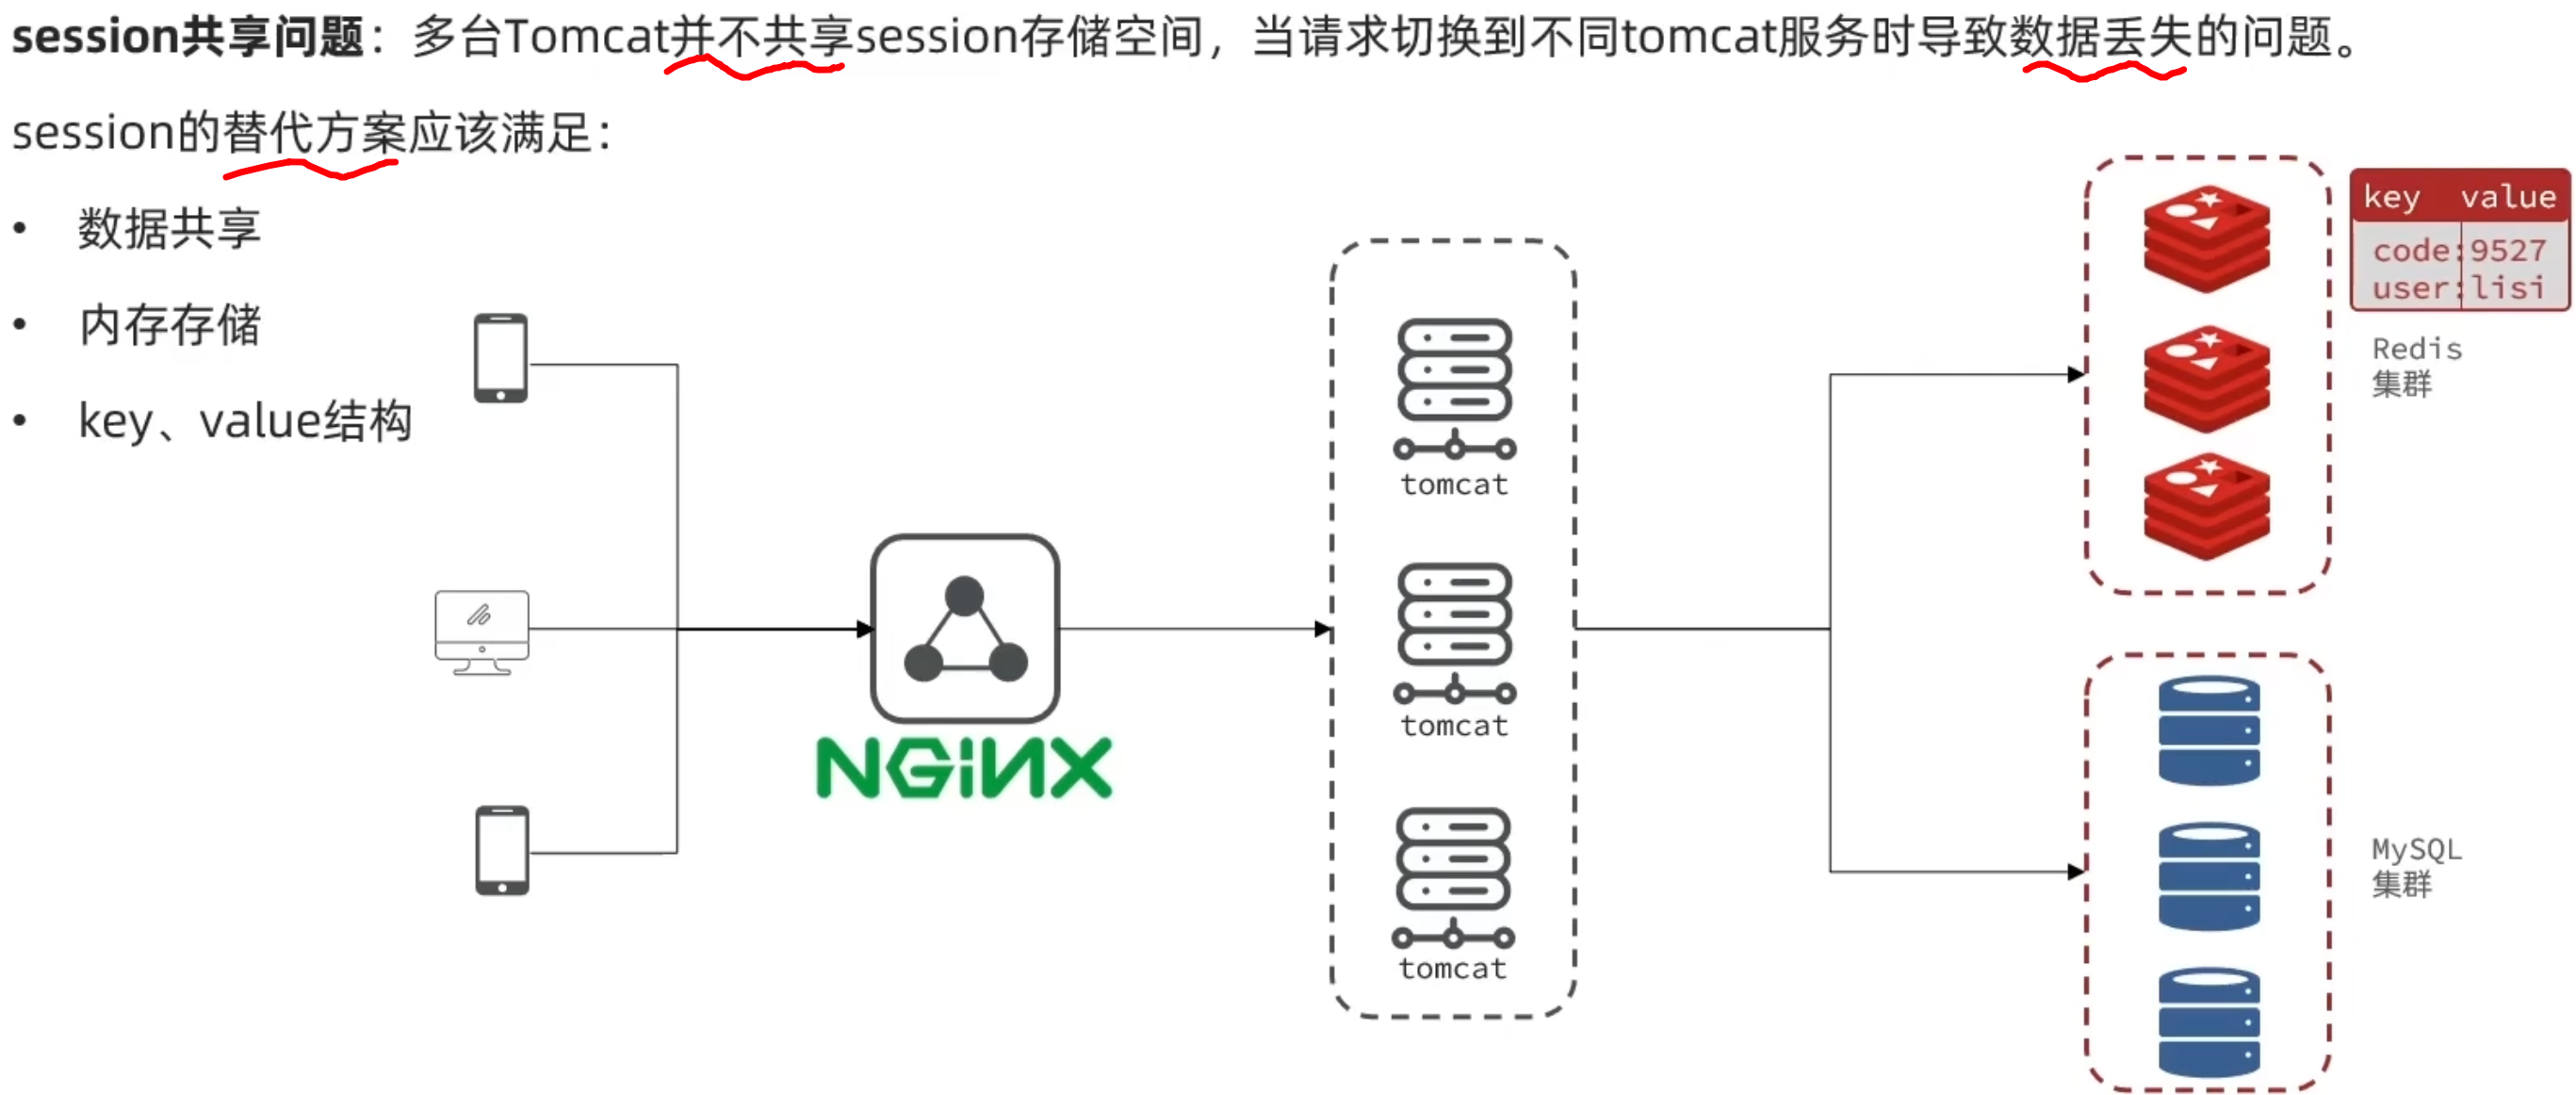 session共享问题：多台Tomcat并不共享session存储空间，当请求切换到不同tomcat服务时导致数据丢失的问题。
session的替代方案应该满足：
• 数据共享
• 内存存储
• key、value结构
NGINX
tomcat
tomcat
tomcat
key value
code:9527
user:lisi
Redis
集群
MySQL
集群